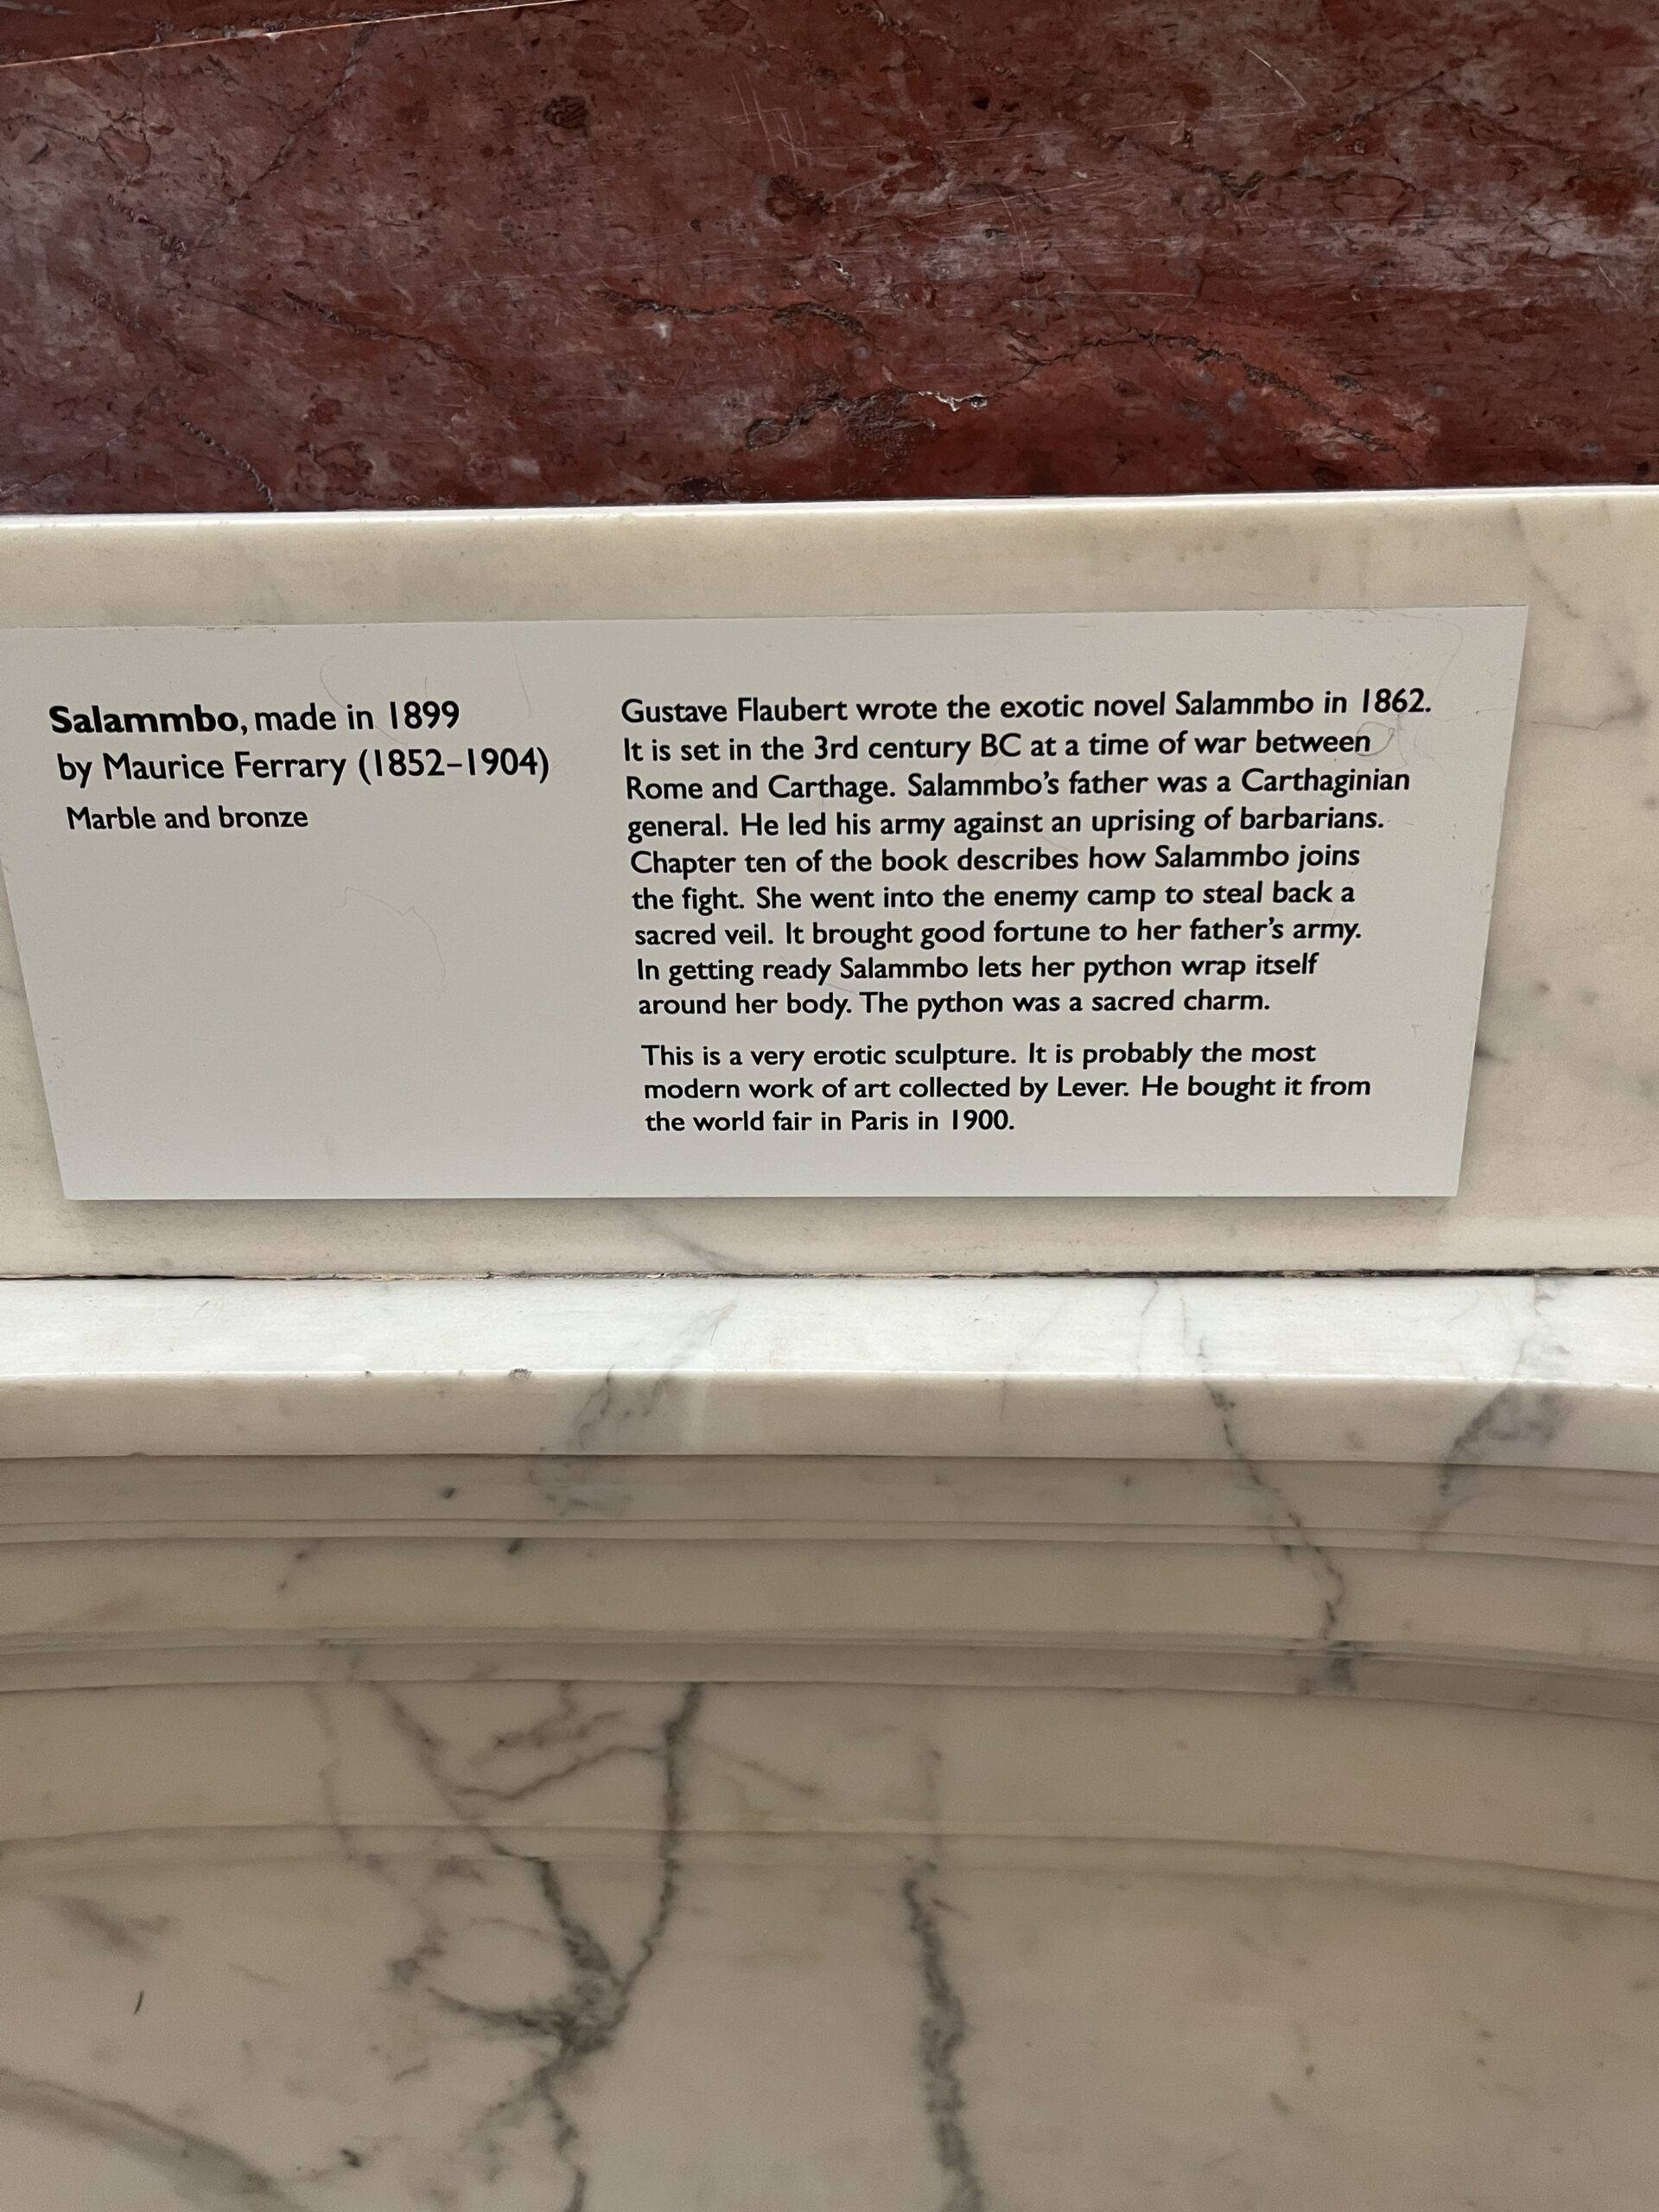 Salammbo, made in 1899
by Maurice Ferrary (1852–1904)
Marble and bronze
Gustave Flaubert wrote the exotic novel Salammbo in 1862.
It is set in the 3rd century BC at a time of war between
Rome and Carthage. Salammbo’s father was a Carthaginian
general. He led his army against an uprising of barbarians.
Chapter ten of the book describes how Salammbo joins
the fight. She went into the enemy camp to steal back a
sacred veil. It brought good fortune to her father’s army.
In getting ready Salammbo lets her python wrap itself
around her body. The python was a sacred charm.
This is a very erotic sculpture. It is probably the most
modern work of art collected by Lever. He bought it from
the world fair in Paris in 1900.